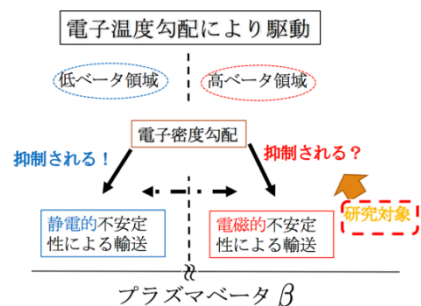 電子温度勾配により駆動
低ベータ領域
高ベータ領域
電子密度勾配
抑制される！
抑制される？
静電的不安定
性による輸送
電磁的不安定
性による輸送
研究対象
プラズマベータβ